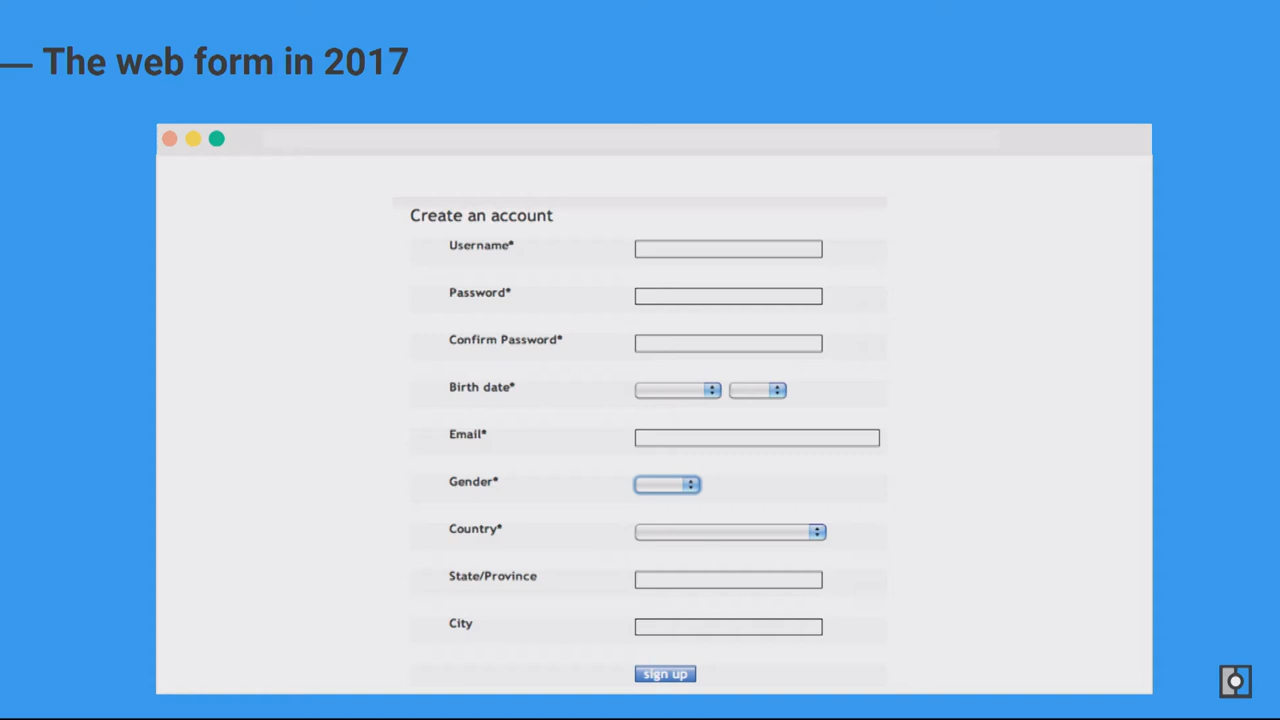 The web form in 2017
Create an account
Username*
Password*
Confirm Password*
Birth date*
Email*
Gender*
Country*
State/Province
City
sign up